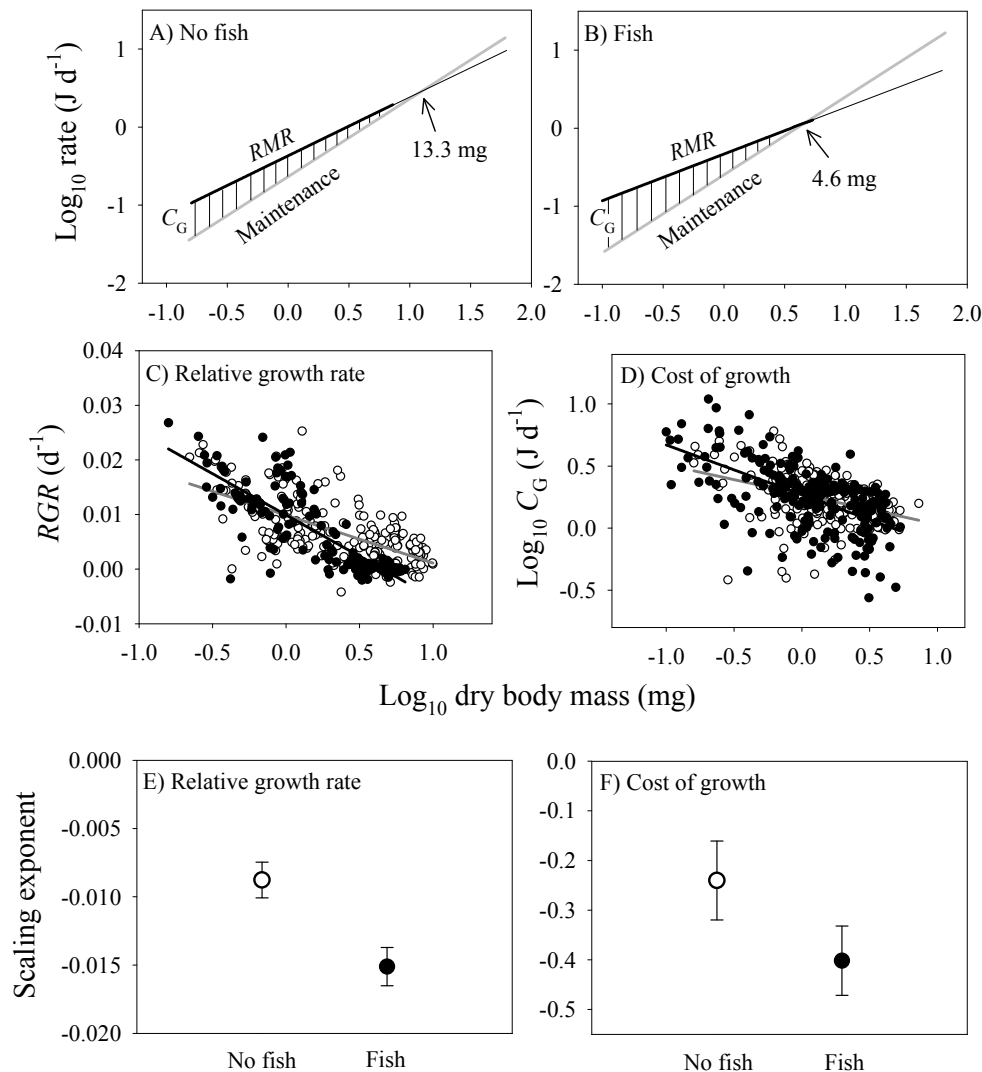 A) No fish
B) Fish
Log10 rate (J d-1)
1
0
-1
-2
RMR
Maintenance
CG
13.3 mg
-1.0 -0.5 0.0 0.5 1.0 1.5 2.0
1
0
-1
-2
RMR
Maintenance
CG
4.6 mg
-1.0 -0.5 0.0 0.5 1.0 1.5 2.0
C) Relative growth rate
RGR (d-1)
0.04
0.03
0.02
0.01
0.00
-0.01
-1.0 -0.5 0.0 0.5 1.0
D) Cost of growth
Log10 CG (J d-1)
1.0
0.5
0.0
-0.5
-1.0 -0.5 0.0 0.5 1.0
Log10 dry body mass (mg)
E) Relative growth rate
Scaling exponent
0.000
-0.005
-0.010
-0.015
-0.020
No fish Fish
F) Cost of growth
0.0
-0.1
-0.2
-0.3
-0.4
-0.5
No fish Fish